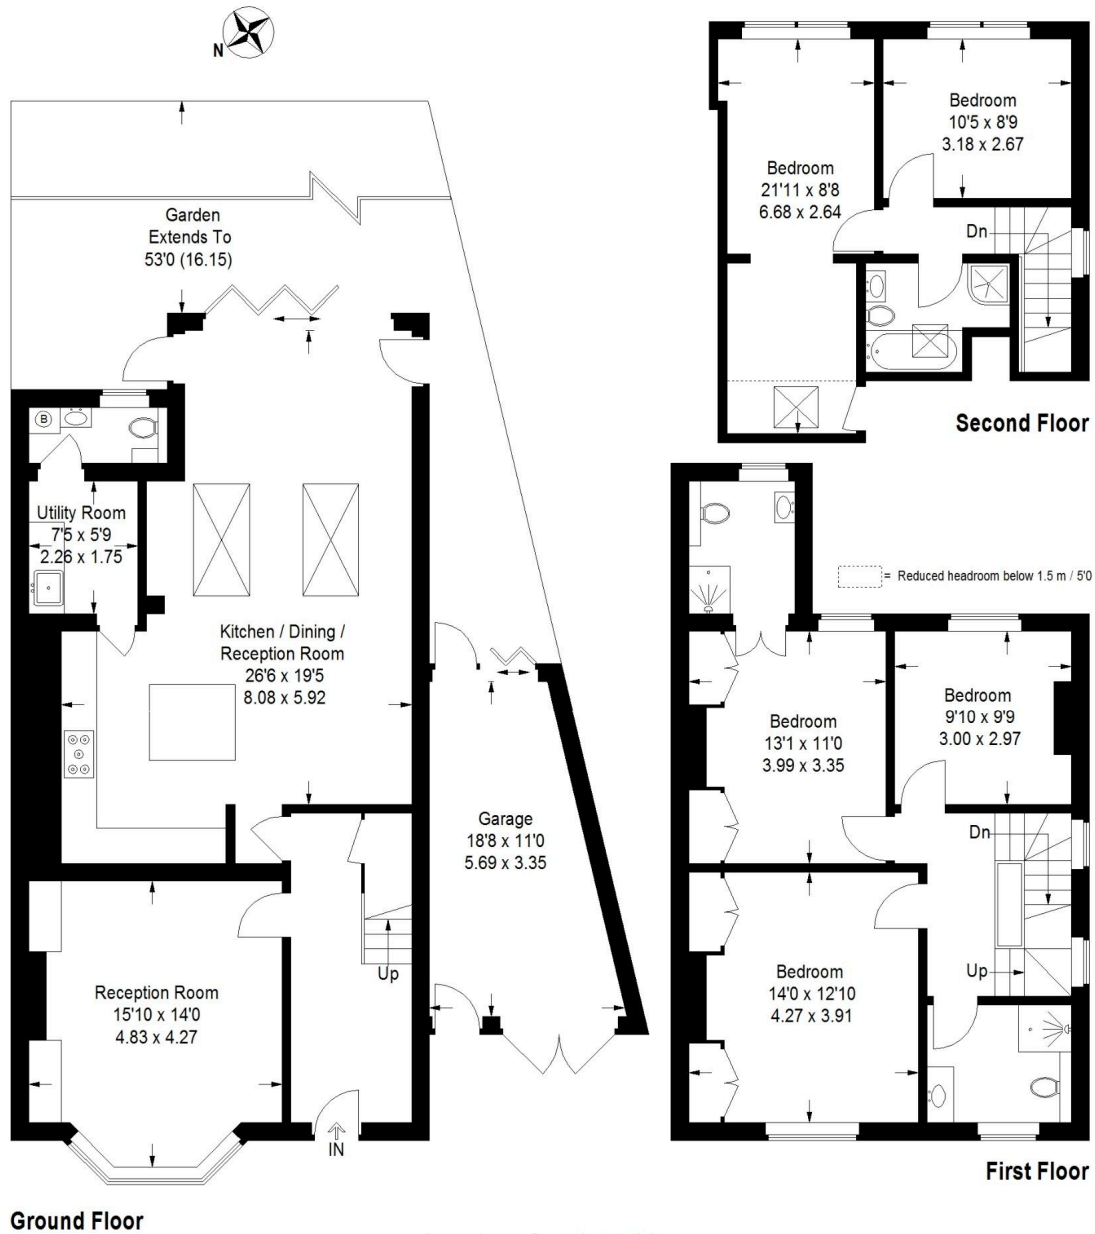 N
Garden
Extends To
53'0 (16.15)
B
Utility Room
7'5 x 5'9
2.26 x 1.75
Kitchen / Dining /
Reception Room
26'6 x 19'5
8.08 x 5.92
Garage
18'8 x 11'0
5.69 x 3.35
Up
Reception Room
15'10 x 14'0
4.83 x 4.27
IN
Ground Floor
Bedroom
21'11 x 8'8
6.68 x 2.64
Bedroom
10'5 x 8'9
3.18 x 2.67
Dn
Second Floor
= Reduced headroom below 1.5 m / 5'0
Bedroom
13'1 x 11'0
3.99 x 3.35
Bedroom
9'10 x 9'9
3.00 x 2.97
Dn
Up
Bedroom
14'0 x 12'10
4.27 x 3.91
First Floor